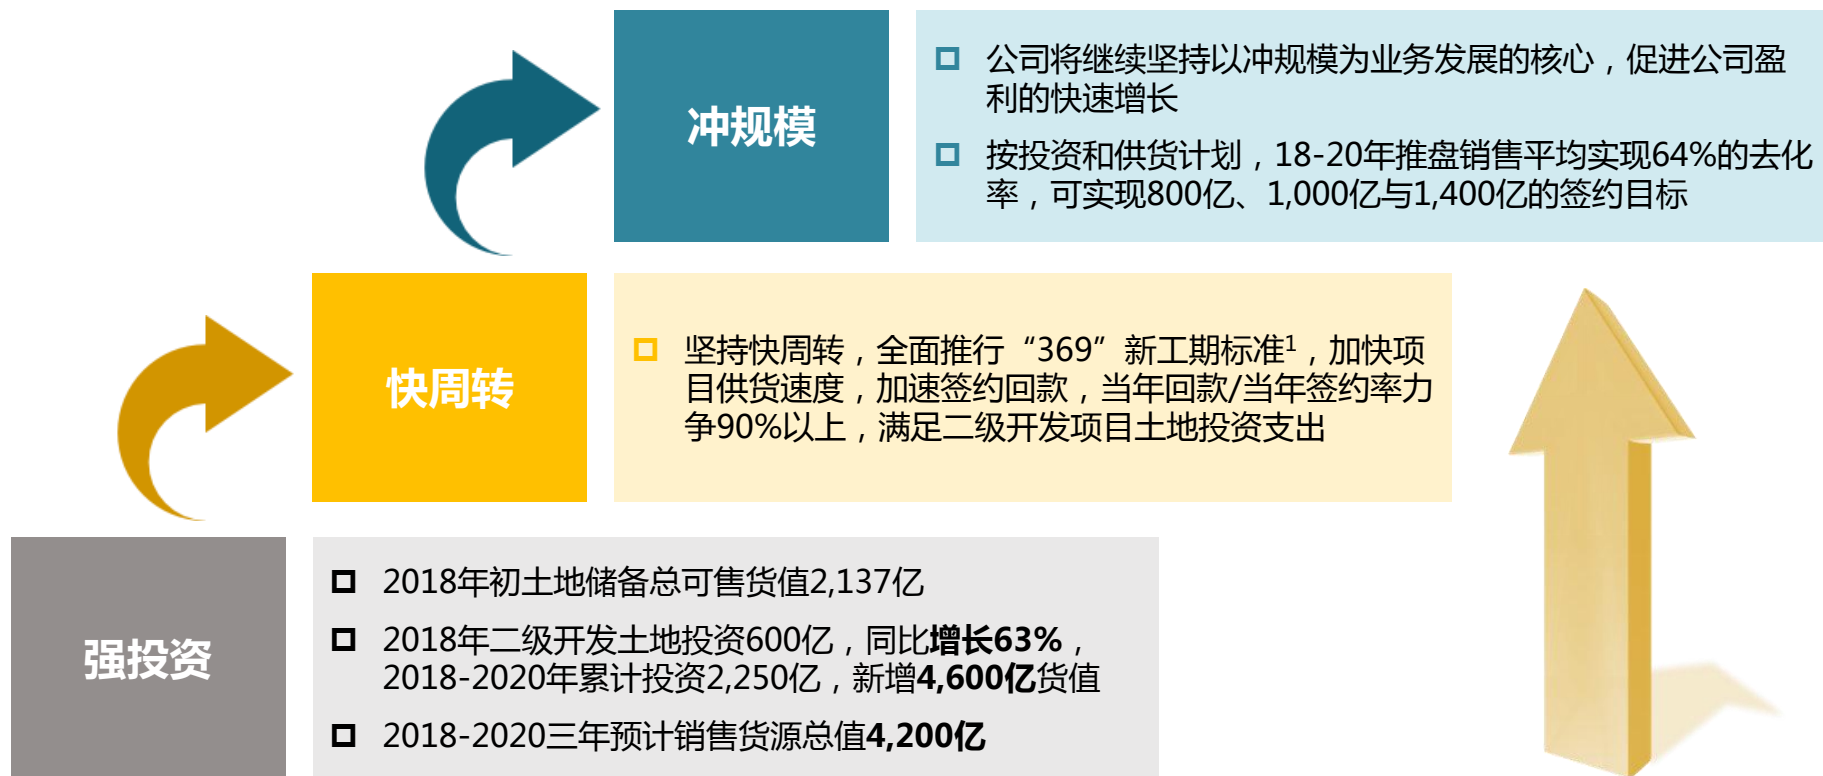 冲规模
公司将继续坚持以冲规模为业务发展的核心，促进公司盈
利的快速增长
按投资和供货计划，18-20年推盘销售平均实现64%的去化
率，可实现800亿、1,000亿与1,400亿的签约目标
快周转
坚持快周转，全面推行“369”新工期标准1，加快项
目供货速度，加速签约回款，当年回款/当年签约率力
争90%以上，满足二级开发项目土地投资支出
强投资
2018年初土地储备总可售货值2,137亿
2018年二级开发土地投资600亿，同比增长63%，
2018-2020年累计投资2,250亿，新增4,600亿货值
2018-2020三年预计销售货源总值4,200亿